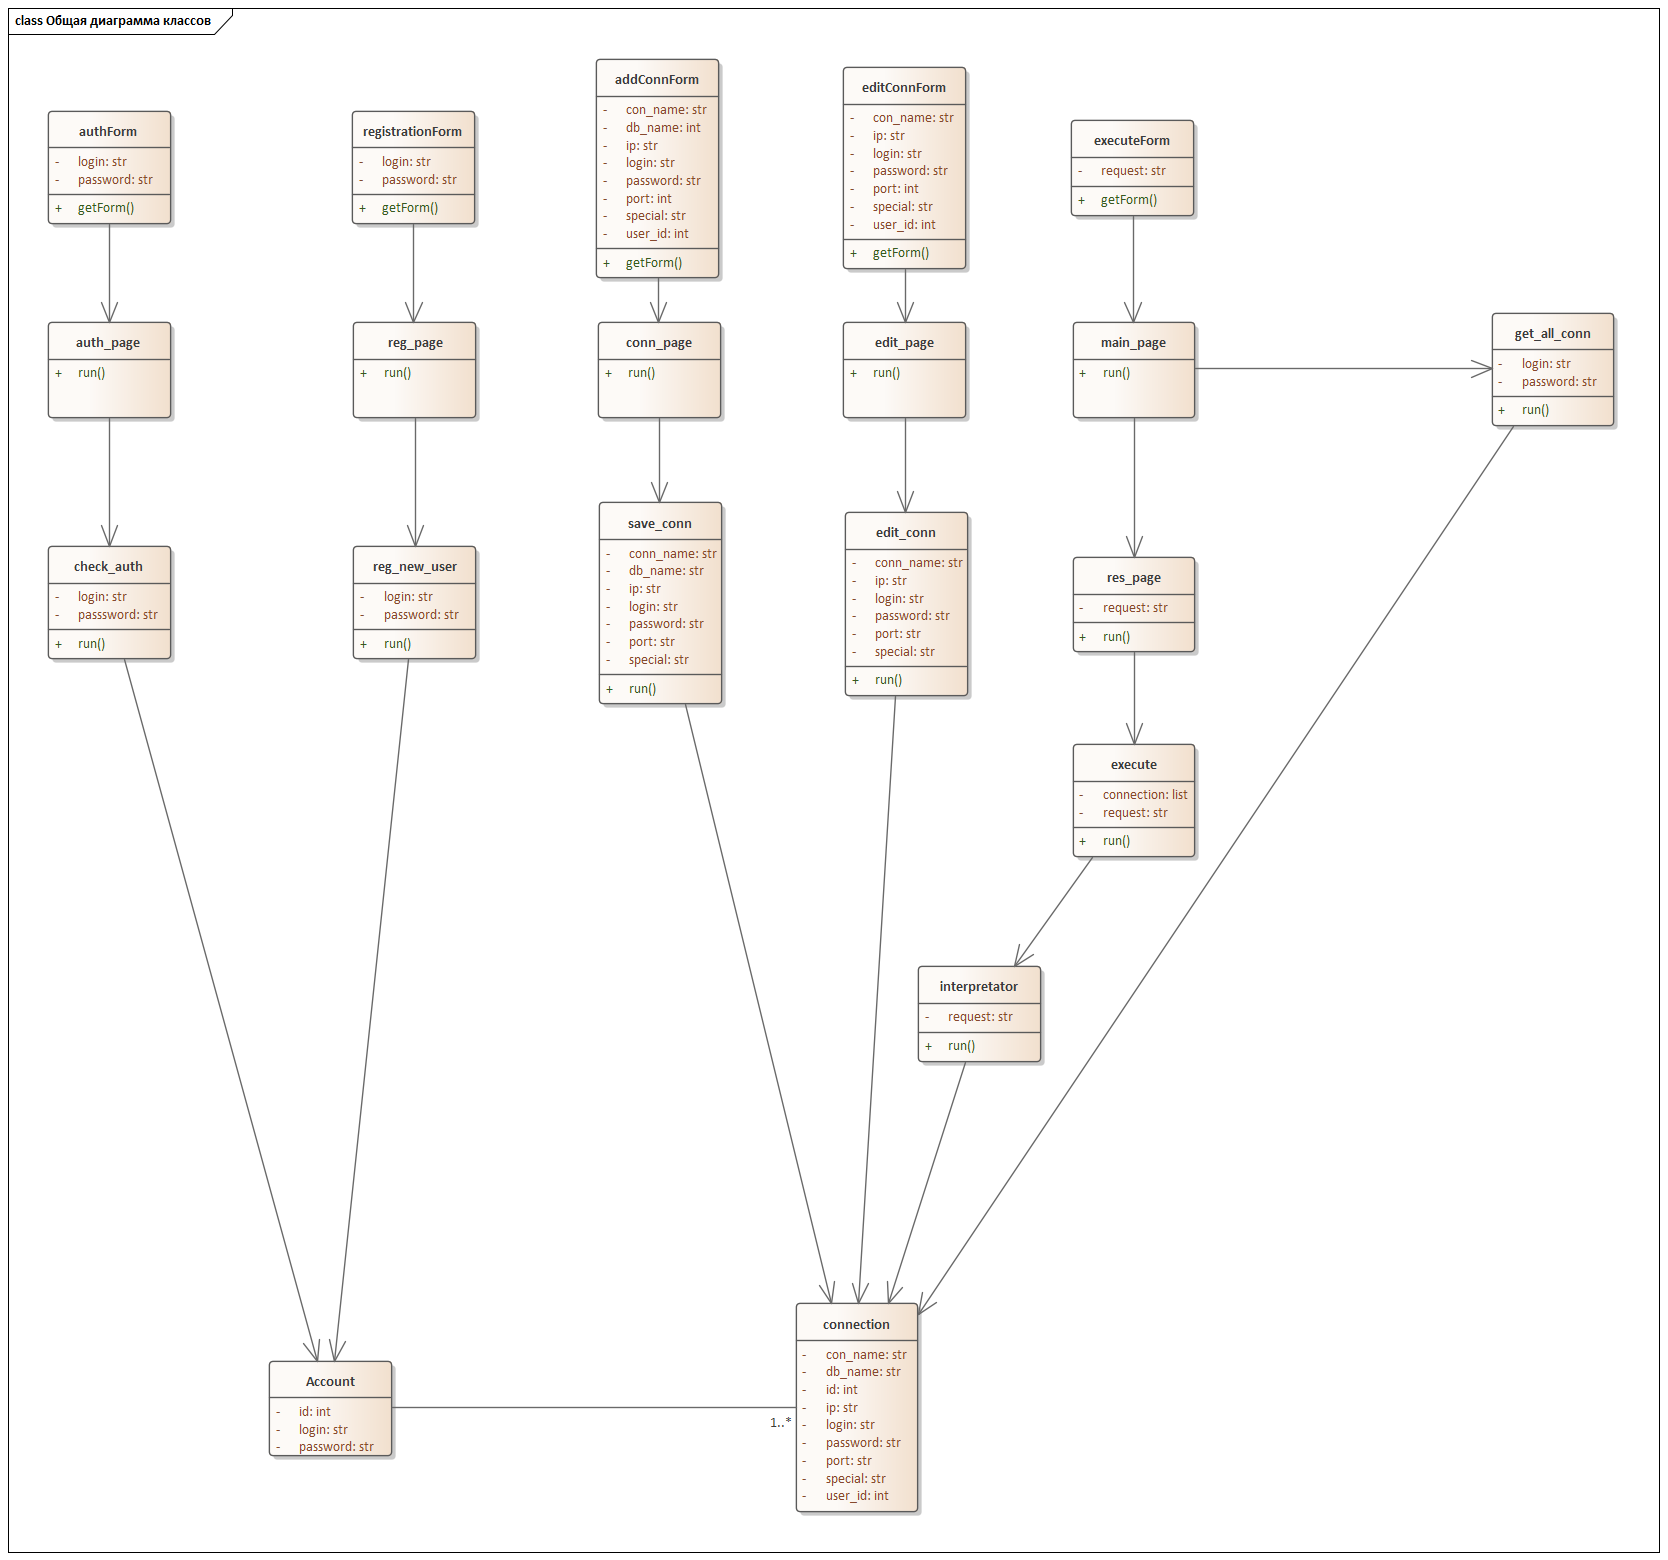 class Общая диаграмма классов
authForm
- login: str
- password: str
+ getForm()
registrationForm
- login: str
- password: str
+ getForm()
addConnForm
- con_name: str
- db_name: int
- ip: str
- login: str
- password: str
- port: int
- special: str
- user_id: int
+ getForm()
editConnForm
- con_name: str
- ip: str
- login: str
- password: str
- port: int
- special: str
- user_id: int
+ getForm()
executeForm
- request: str
+ getForm()
auth_page
+ run()
reg_page
+ run()
conn_page
+ run()
edit_page
+ run()
main_page
+ run()
get_all_conn
- login: str
- password: str
+ run()
check_auth
- login: str
- passsword: str
+ run()
reg_new_user
- login: str
- password: str
+ run()
save_conn
- conn_name: str
- db_name: str
- ip: str
- login: str
- password: str
- port: str
- special: str
+ run()
edit_conn
- conn_name: str
- ip: str
- login: str
- password: str
- port: str
- special: str
+ run()
res_page
- request: str
+ run()
execute
- connection: list
- request: str
+ run()
interpretator
- request: str
+ run()
Account
- id: int
- login: str
- password: str
1..*
connection
- con_name: str
- db_name: str
- id: int
- ip: str
- login: str
- password: str
- port: str
- special: str
- user_id: int